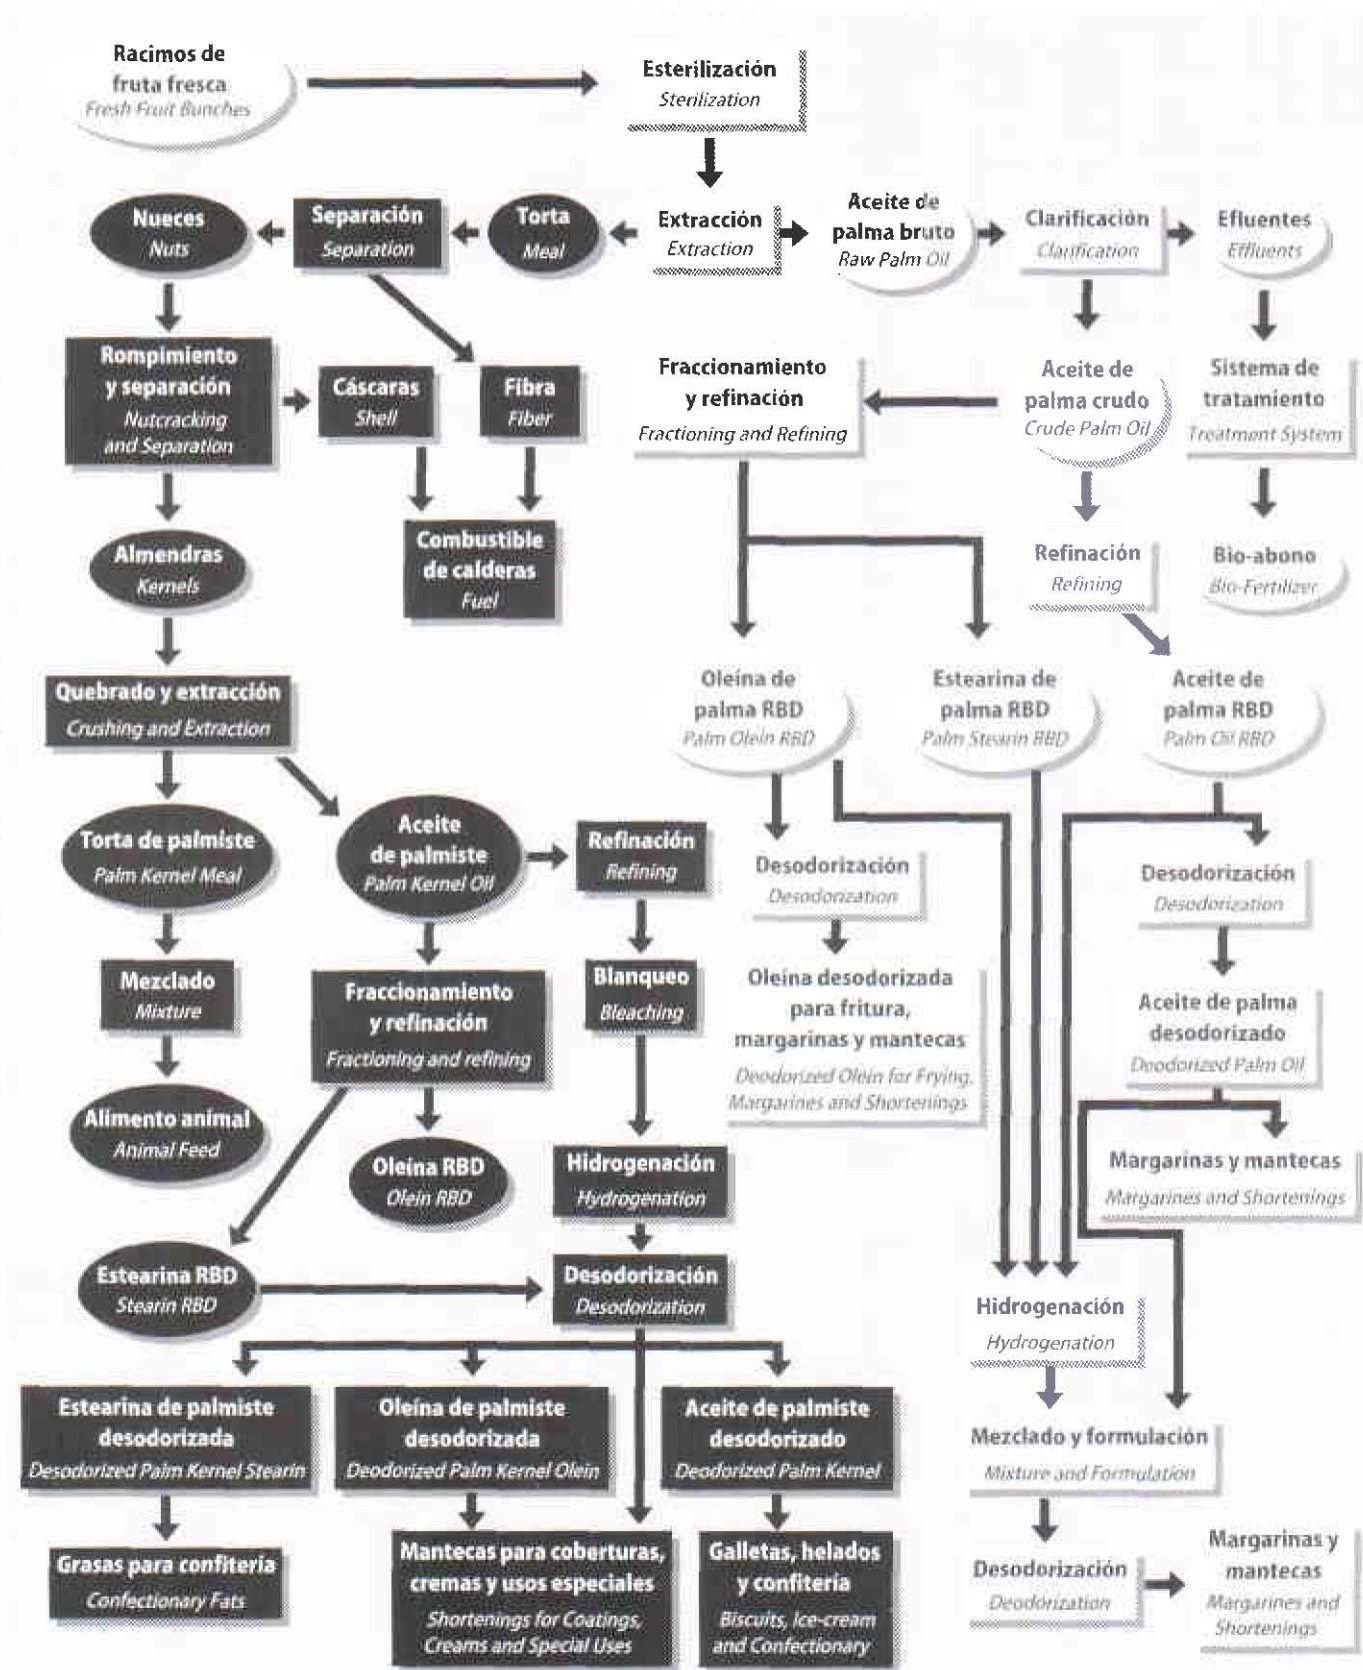 Racimos de
fruta fresca
Fresh Fruit Bunches
Esterilización
Sterilization
Nueces
Nuts
Separación
Separation
Torta
Meal
Extracción
Extraction
Aceite de
palma bruto
Raw Palm Oil
Clarificación
Clarification
Efluentes
Effluents
Rompimiento
y separación
Nutcracking
and Separation
Cáscaras
Shell
Fibra
Fiber
Fraccionamiento
y refinación
Fractioning and Refining
Aceite de
palma crudo
Crude Palm Oil
Sistema de
tratamiento
Treatment System
Almendras
Kernels
Combustible
de calderas
Fuel
Refinación
Refining
Bio-abono
Bio-Fertilizer
Quebrado y extracción
Crushing and Extraction
Oleína de
palma RBD
Palm Olein RBD
Estearina de
palma RBD
Palm Stearin RBD
Aceite de
palma RBD
Palm Oil RBD
Torta de palmiste
Palm Kernel Meal
Aceite
de palmiste
Palm Kernel Oil
Refinación
Refining
Desodorización
Desodorization
Desodorización
Desodorization
Mezclado
Mixture
Fraccionamiento
y refinación
Fractioning and refining
Blanqueo
Bleaching
Oleína desodorizada
para fritura,
margarinas y mantecas
Deodorized Olein for Frying,
Margarines and Shortenings
Aceite de palma
desodorizado
Deodorized Palm Oil
Alimento animal
Animal Feed
Oleína RBD
Olein RBD
Hidrogenación
Hydrogenation
Margarinas y mantecas
Margarines and Shortenings
Estearina RBD
Stearin RBD
Desodorización
Desodorization
Hidrogenación
Hydrogenation
Estearina de palmiste
desodorizada
Desodorized Palm Kernel Stearin
Oleína de palmiste
desodorizada
Deodorized Palm Kernel Olein
Aceite de palmiste
desodorizado
Deodorized Palm Kernel
Mezclado y formulación
Mixture and Formulation
Grasas para confitería
Confectionary Fats
Mantecas para coberturas,
cremas y usos especiales
Shortenings for Coatings,
Creams and Special Uses
Galletas, helados
y confitería
Biscuits, Ice-cream
and Confectionary
Desodorización
Deodorization
Margarinas y
mantecas
Margarines and
Shortenings